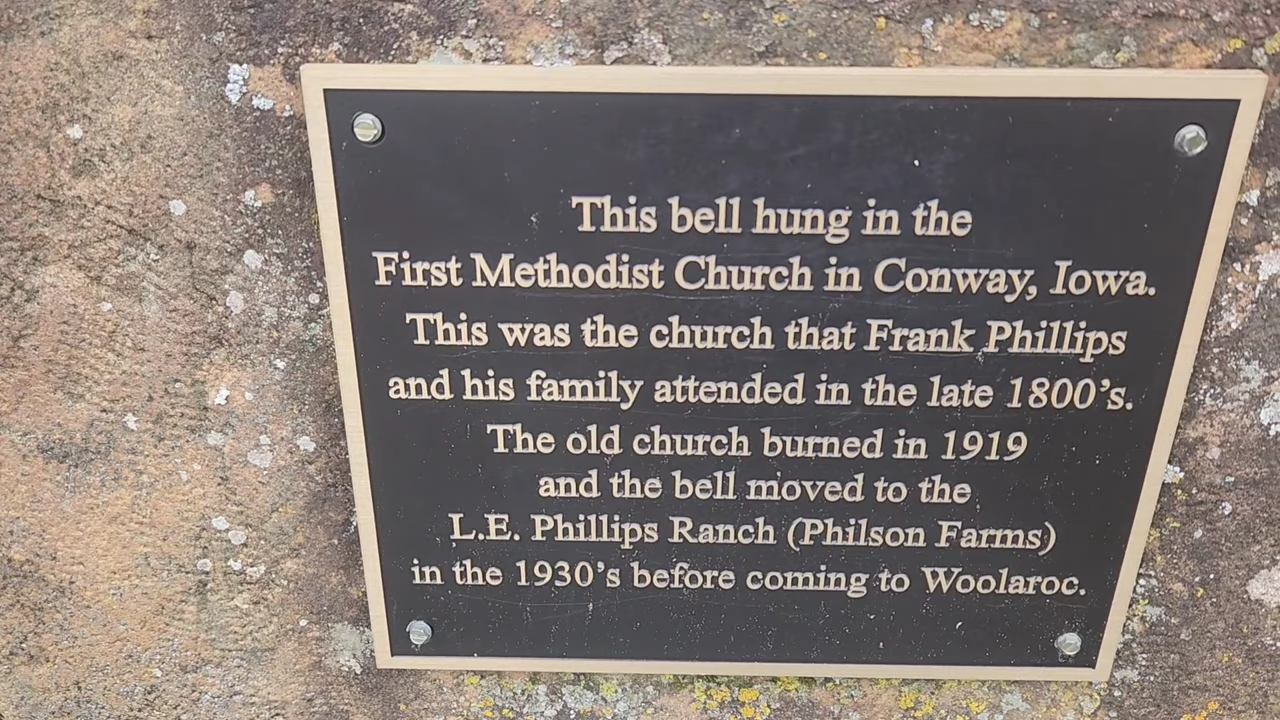 This bell hung in the
First Methodist Church in Conway, Iowa.
This was the church that Frank Phillips
and his family attended in the late 1800's.
The old church burned in 1919
and the bell moved to the
L.E. Phillips Ranch (Philson Farms)
in the 1930's before coming to Woolaroc.